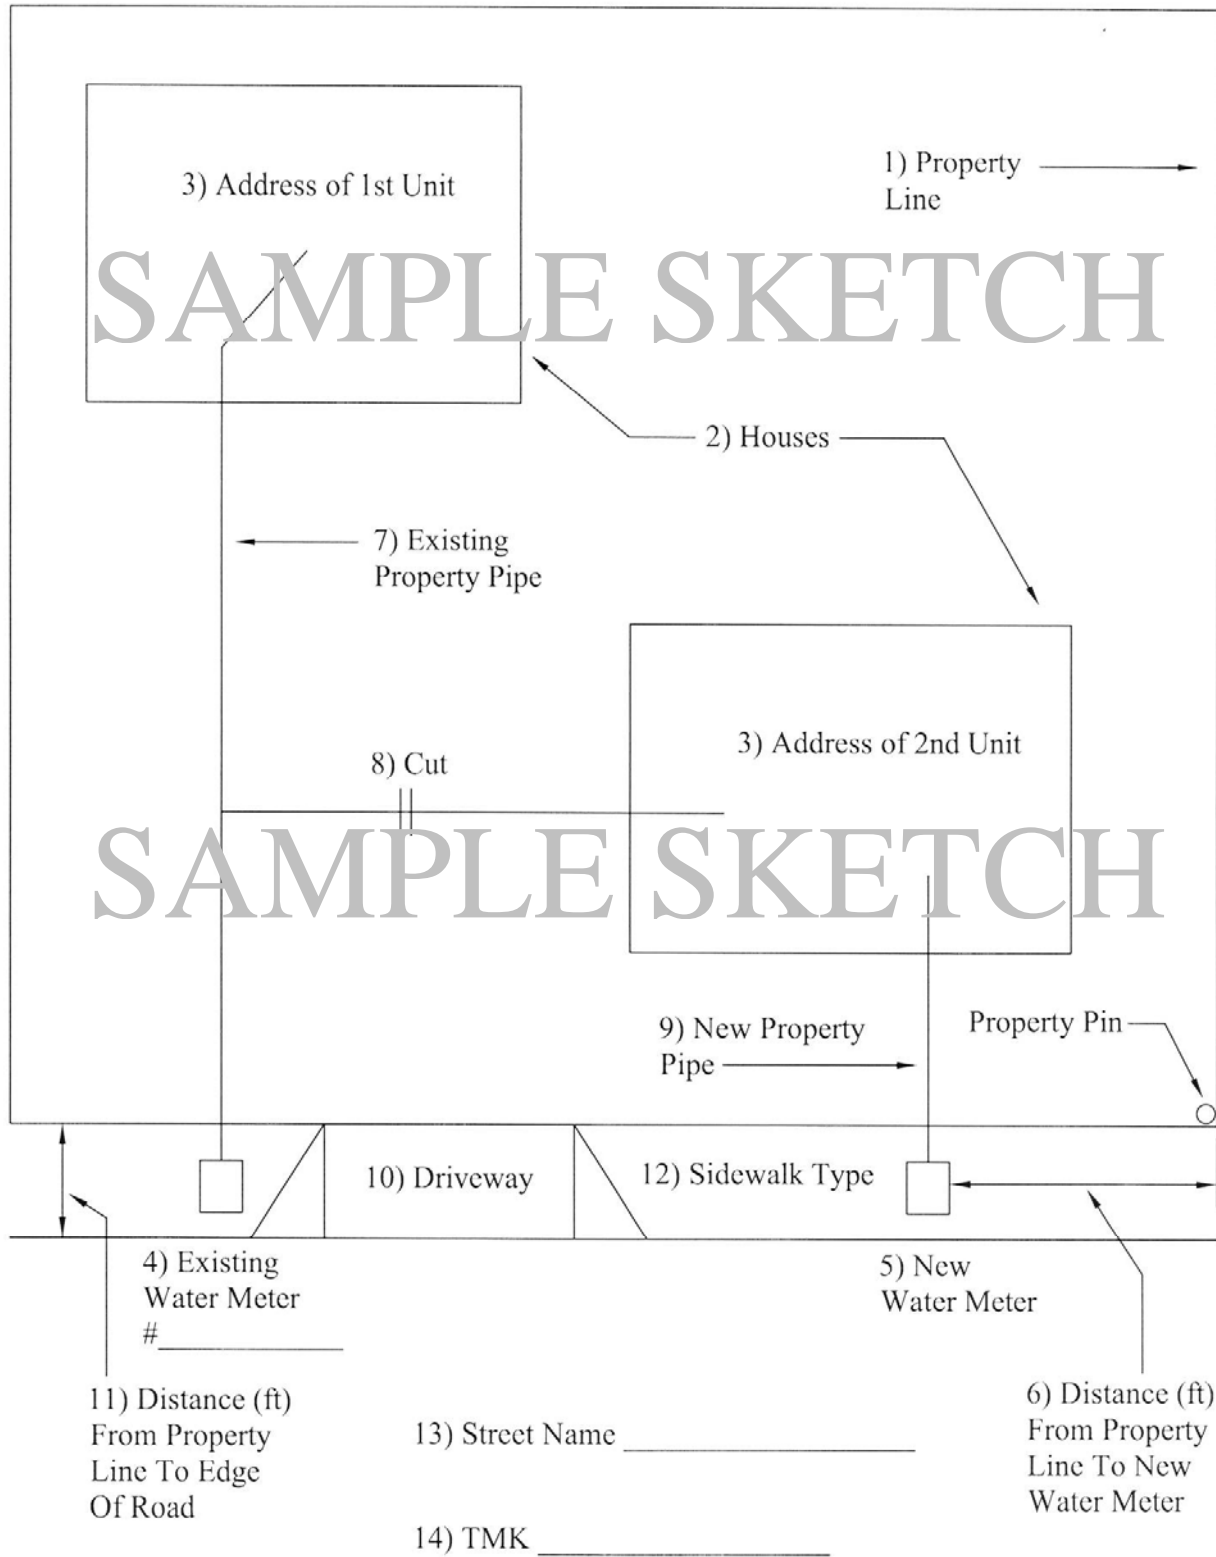 3) Address of 1st Unit
1) Property
Line
SAMPLE SKETCH
2) Houses
7) Existing
Property Pipe
3) Address of 2nd Unit
8) Cut
SAMPLE SKETCH
9) New Property
Pipe
Property Pin
10) Driveway
12) Sidewalk Type
4) Existing
Water Meter
#
5) New
Water Meter
11) Distance (ft)
From Property
Line To Edge
Of Road
6) Distance (ft)
From Property
Line To New
Water Meter
13) Street Name
14) TMK